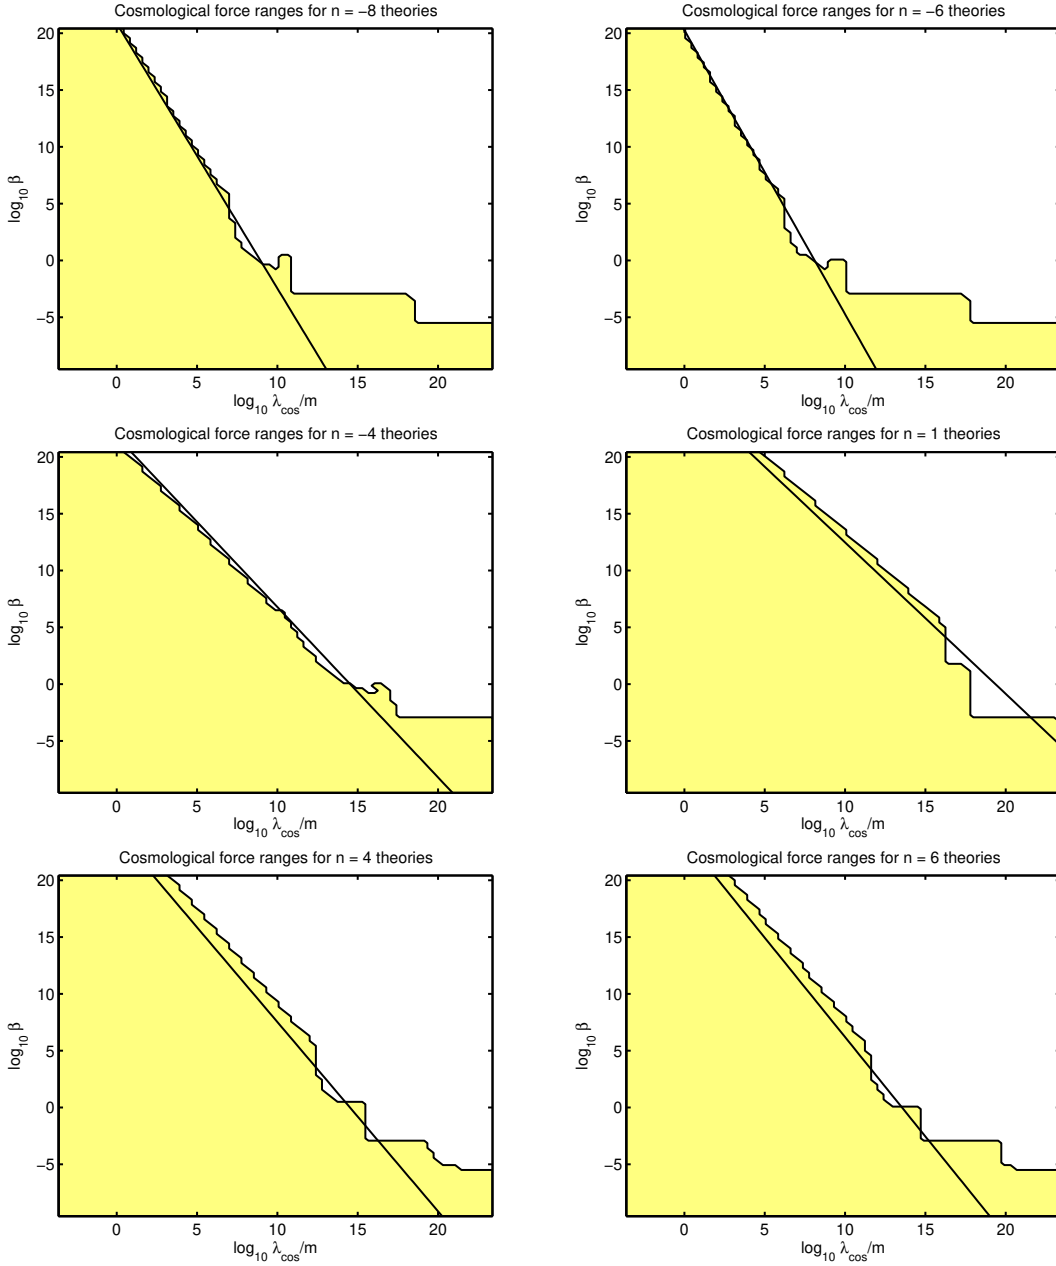 Cosmological force ranges for n = −8 theories
20
15
10
5
0
−5
log10 β
0 5 10 15 20
log10 λcos/m
Cosmological force ranges for n = −6 theories
20
15
10
5
0
−5
log10 β
0 5 10 15 20
log10 λcos/m
Cosmological force ranges for n = −4 theories
20
15
10
5
0
−5
log10 β
0 5 10 15 20
log10 λcos/m
Cosmological force ranges for n = 1 theories
20
15
10
5
0
−5
log10 β
0 5 10 15 20
log10 λcos/m
Cosmological force ranges for n = 4 theories
20
15
10
5
0
−5
log10 β
0 5 10 15 20
log10 λcos/m
Cosmological force ranges for n = 6 theories
20
15
10
5
0
−5
log10 β
0 5 10 15 20
log10 λcos/m